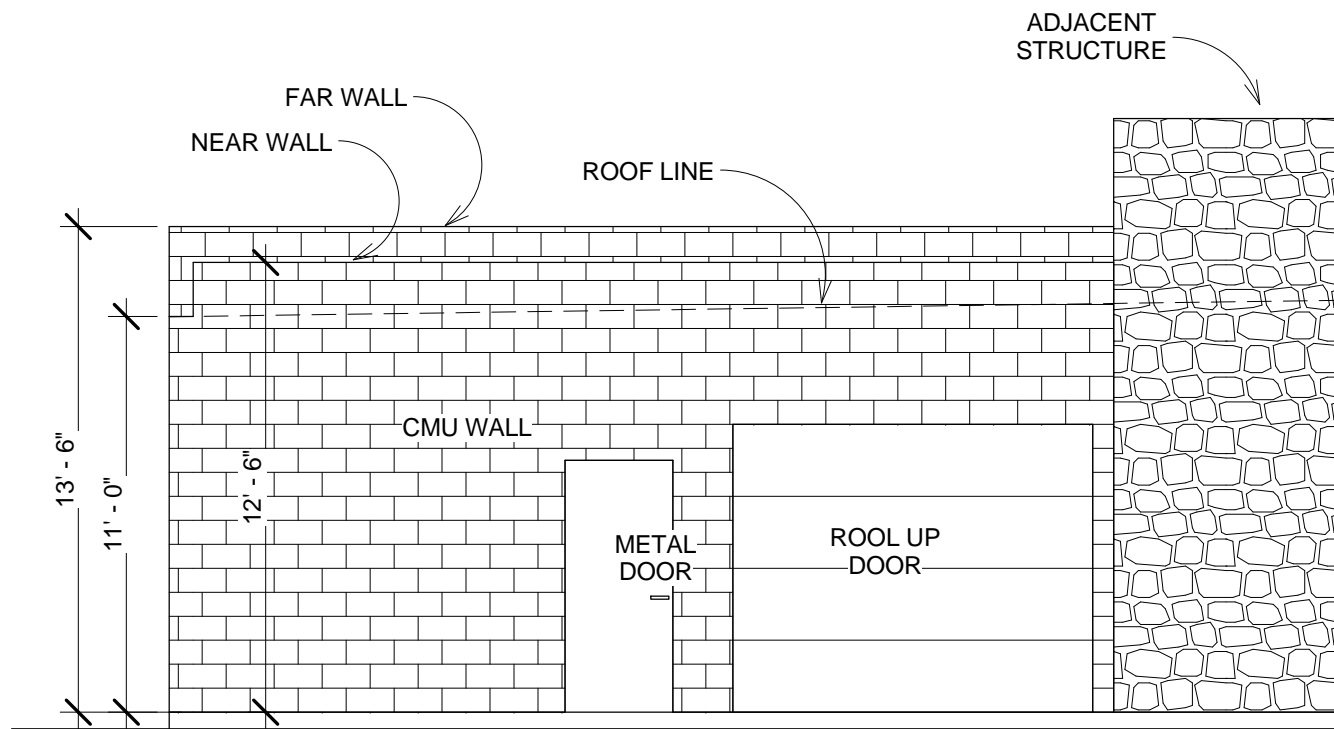 ADJACENT
STRUCTURE
FAR WALL
NEAR WALL
ROOF LINE
CMU WALL
13' - 6"
11' - 0"
12' - 6"
METAL
DOOR
ROOL UP
DOOR